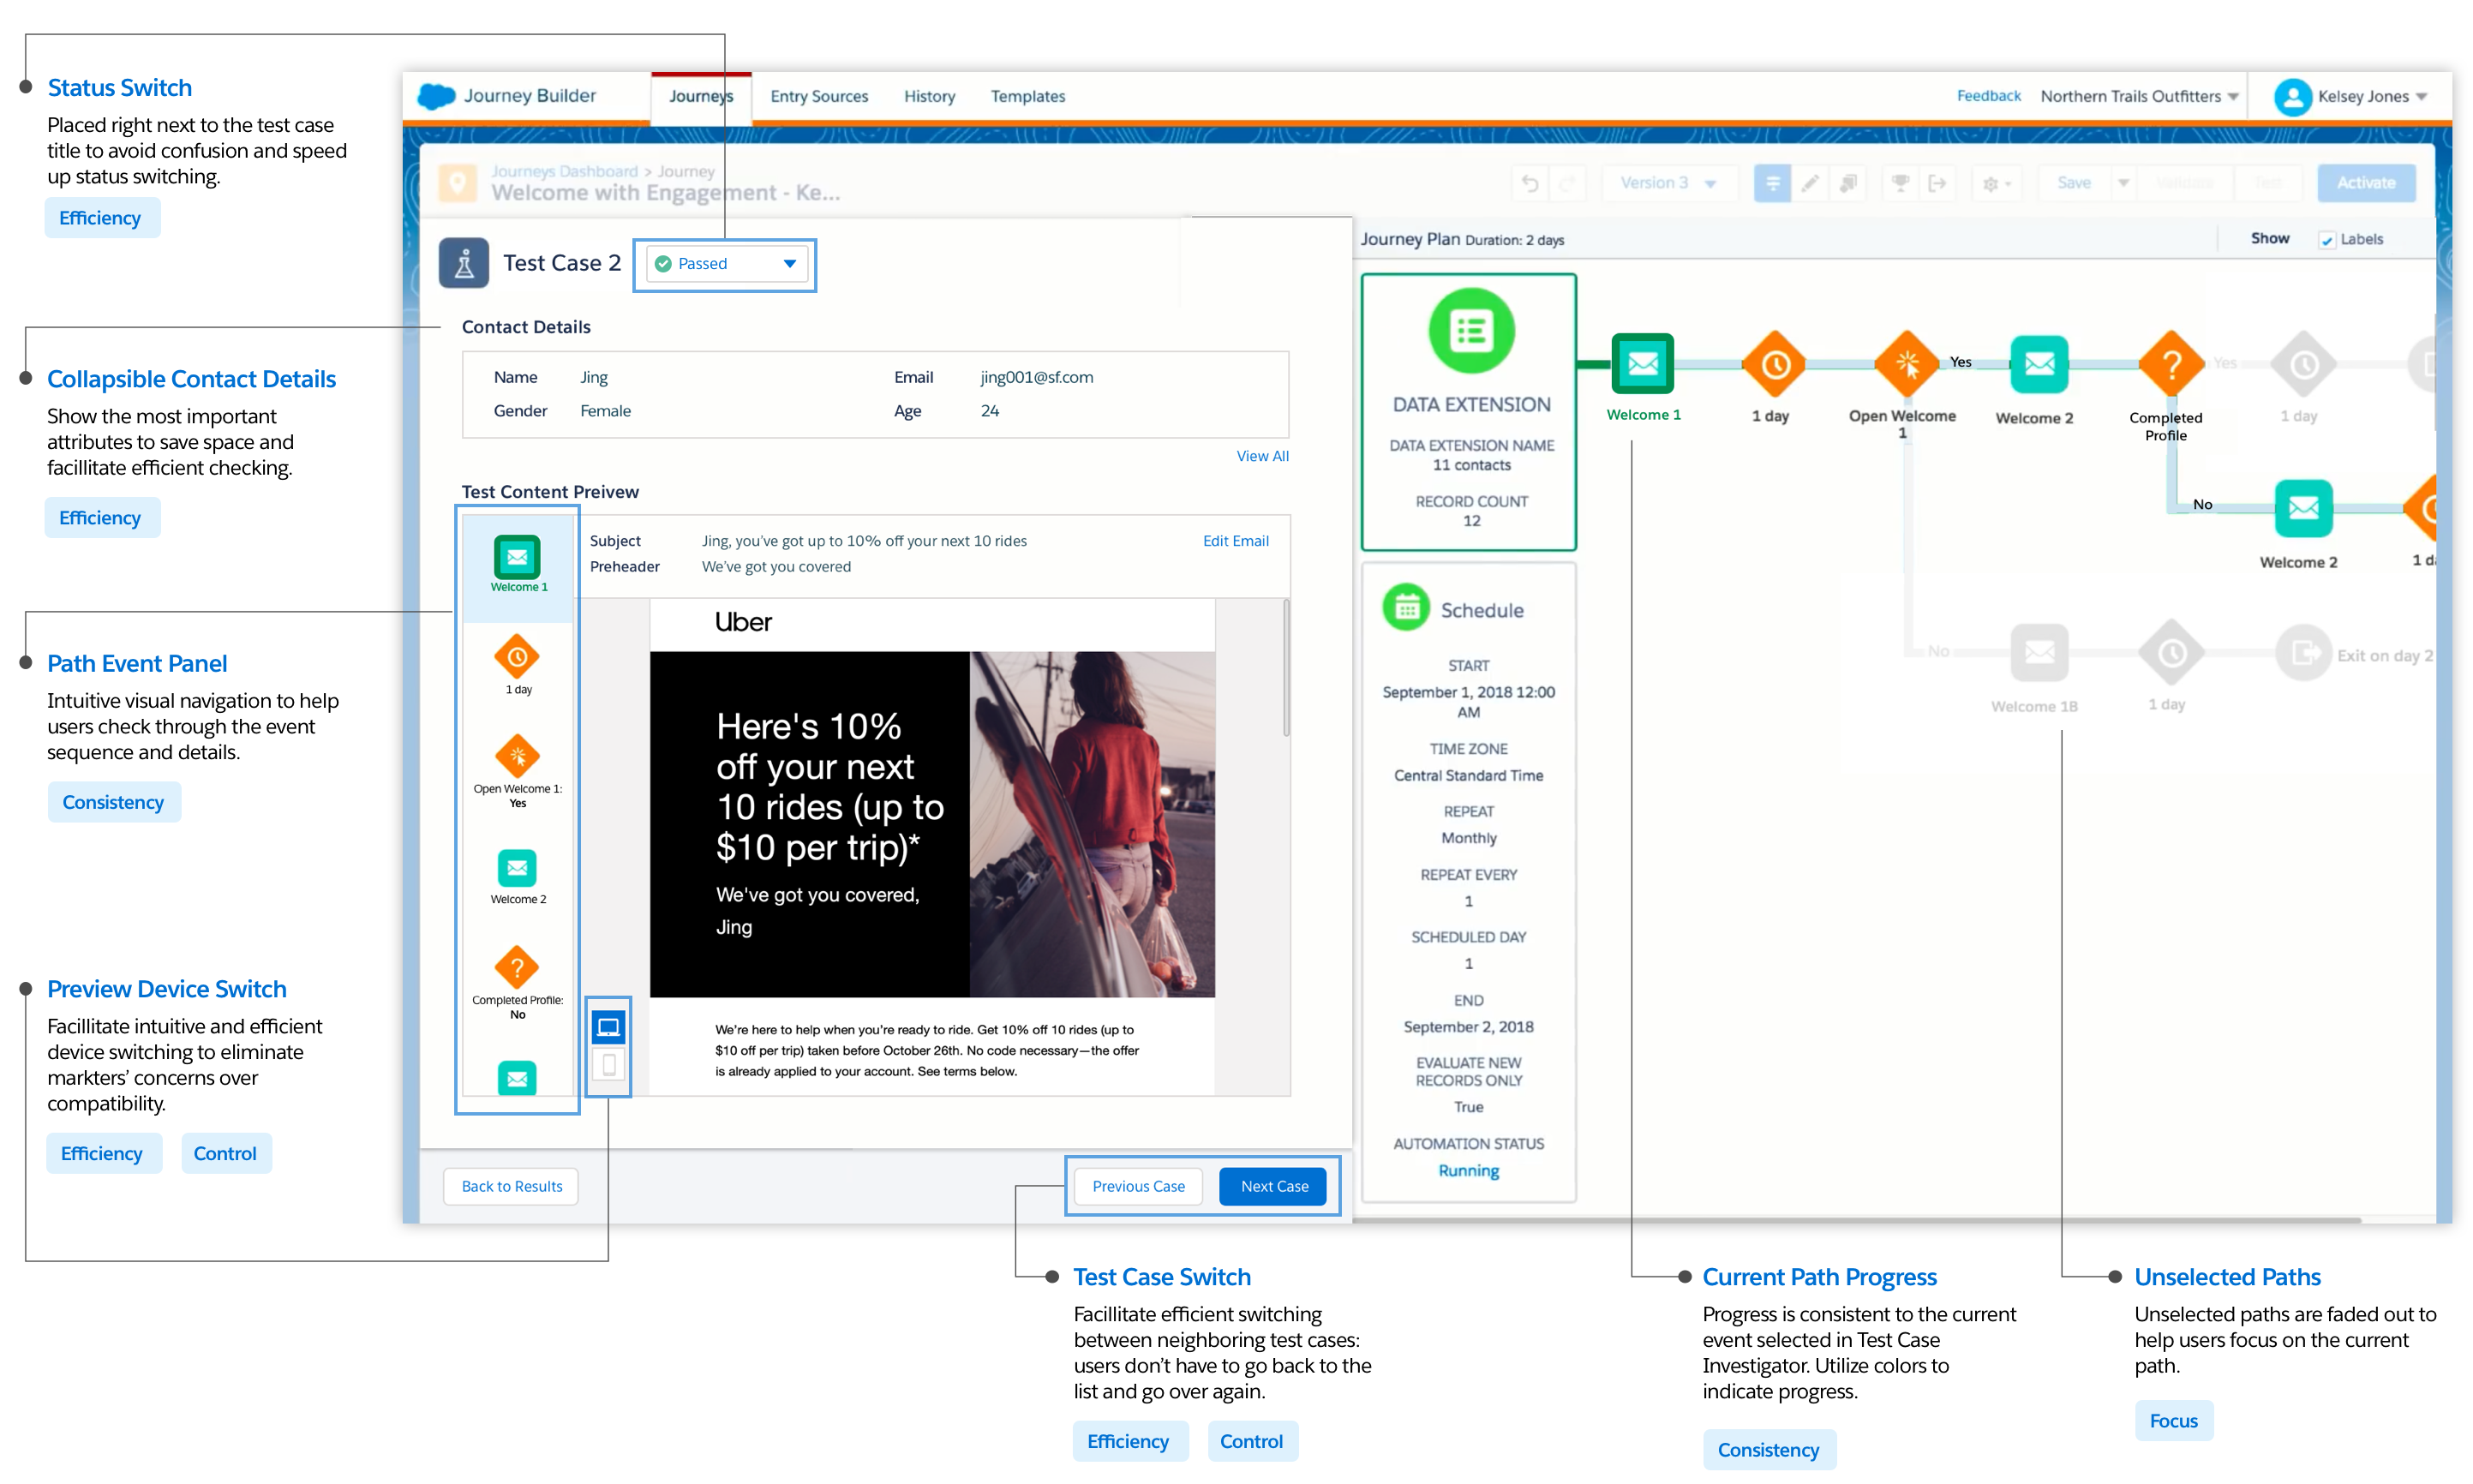 Status Switch
Placed right next to the test case
title to avoid confusion and speed
up status switching.
Efficiency
Collapsible Contact Details
Show the most important
attributes to save space and
facillitate efficient checking.
Efficiency
Path Event Panel
Intuitive visual navigation to help
users check through the event
sequence and details.
Consistency
Preview Device Switch
Facillitate intuitive and efficient
device switching to eliminate
markters’ concerns over
compatibility.
Efficiency Control
Journey Builder Journeys Entry Sources History Templates Feedback Northern Trails Outfitters Kelsey Jones
Journeys Dashboard > Journey
Welcome with Engagement - Ke...
Version 3 Save Validate Test Activate
Test Case 2 Passed
Contact Details
Name Jing Email jing001@sf.com
Gender Female Age 24
View All
Test Content Preivew
Welcome 1
1 day
Open Welcome 1:
Yes
Welcome 2
Completed Profile:
No
Subject Jing, you’ve got up to 10% off your next 10 rides Edit Email
Preheader We’ve got you covered
Uber
Here's 10%
off your next
10 rides (up to
$10 per trip)*
We've got you covered,
Jing
We’re here to help when you’re ready to ride. Get 10% off 10 rides (up to
$10 off per trip) taken before October 26th. No code necessary—the offer
is already applied to your account. See terms below.
Back to Results Previous Case Next Case
Journey Plan Duration: 2 days Show Labels
DATA EXTENSION
DATA EXTENSION NAME
11 contacts
RECORD COUNT
12
Schedule
START
September 1, 2018 12:00
AM
TIME ZONE
Central Standard Time
REPEAT
Monthly
REPEAT EVERY
1
SCHEDULED DAY
1
END
September 2, 2018
EVALUATE NEW
RECORDS ONLY
True
AUTOMATION STATUS
Running
Yes Yes
Welcome 1 1 day Open Welcome
1 Welcome 2 Completed
Profile 1 day
No
Welcome 2
No Exit on day 2
Welcome 1B 1 day
Test Case Switch
Facillitate efficient switching
between neighboring test cases:
users don’t have to go back to the
list and go over again.
Efficiency Control
Current Path Progress
Progress is consistent to the current
event selected in Test Case
Investigator. Utilize colors to
indicate progress.
Consistency
Unselected Paths
Unselected paths are faded out to
help users focus on the current
path.
Focus